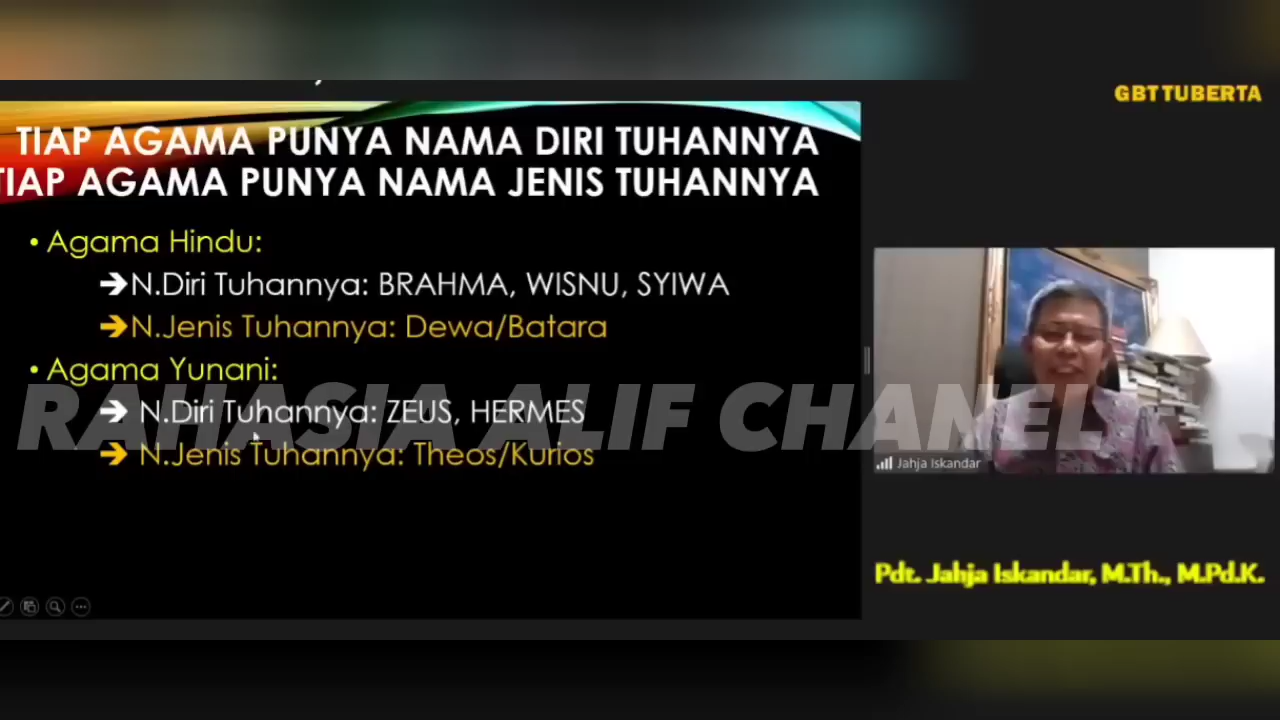 GBT TUBERTA
TIAP AGAMA PUNYA NAMA DIRI TUHANNYA
TIAP AGAMA PUNYA NAMA JENIS TUHANNYA
• Agama Hindu:
➔N.Diri Tuhannya: BRAHMA, WISNU, SYIWA
➔N.Jenis Tuhannya: Dewa/Batara
• Agama Yunani:
➔ N.Diri Tuhannya: ZEUS, HERMES
➔ N.Jenis Tuhannya: Theos/Kurios
RAHASIA ALIF CHANEL
Jahja Iskandar
Pdt. Jahja Iskandar, M.Th., M.Pd.K.